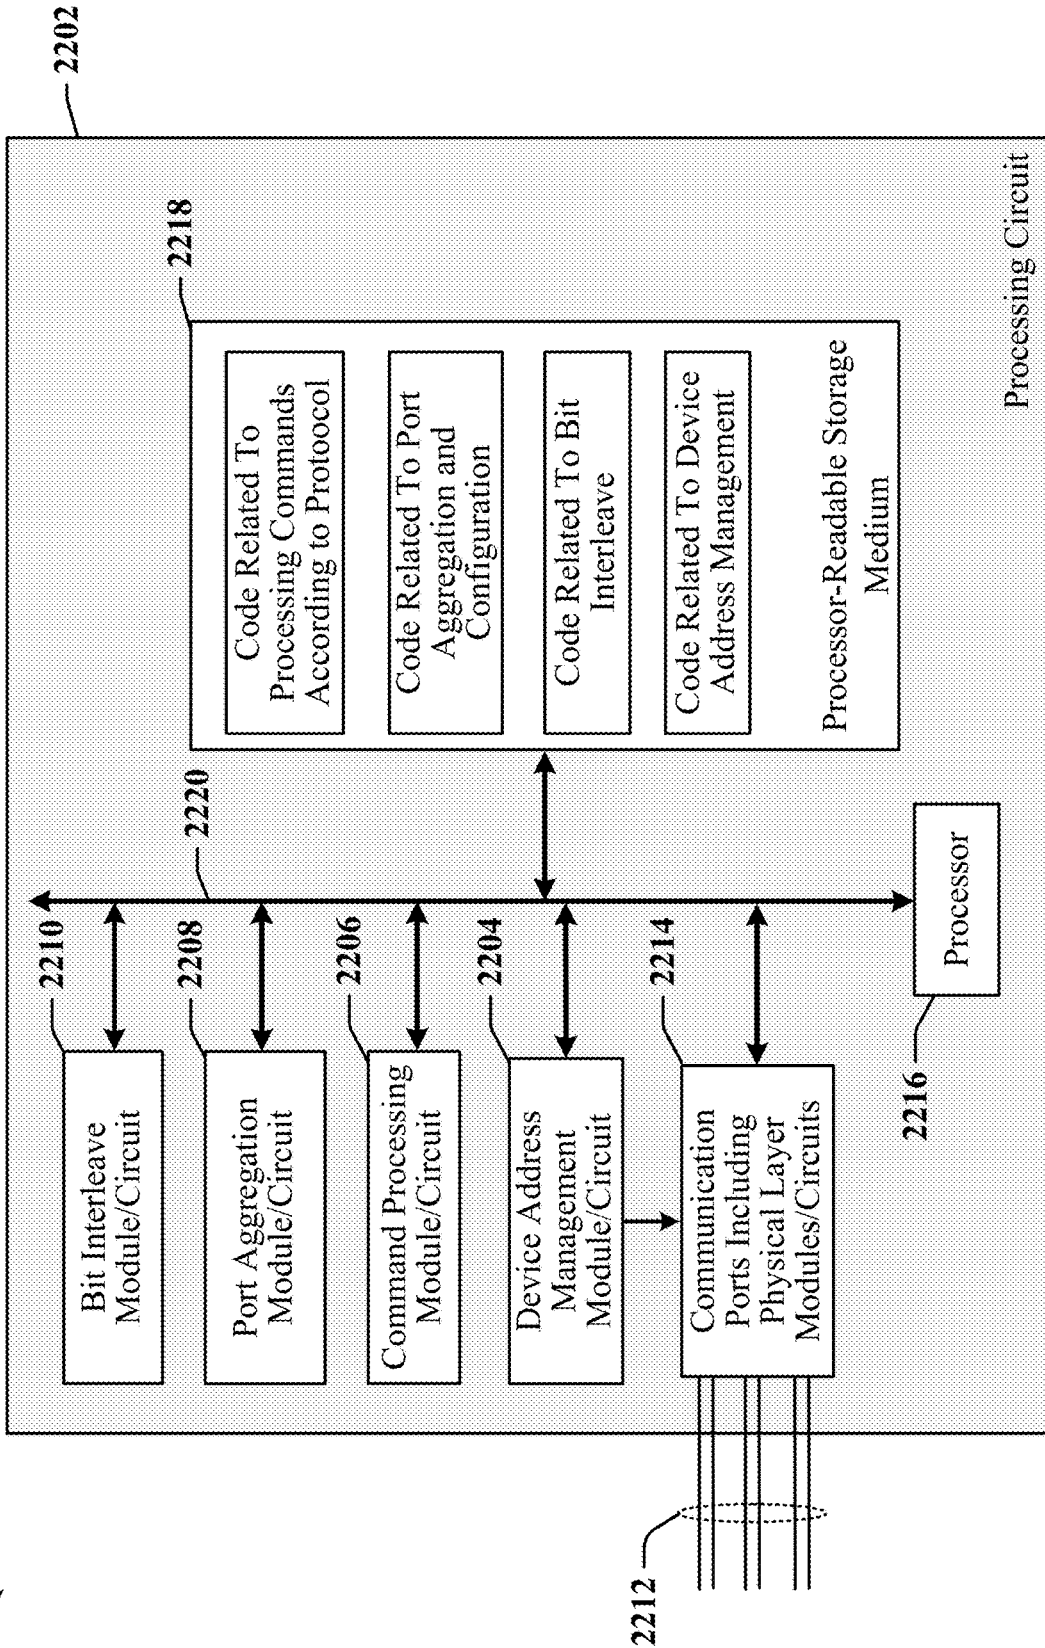 2202
2210
Bit Interleave
Module/Circuit
2208
Port Aggregation
Module/Circuit
2206
Command Processing
Module/Circuit
2204
Device Address
Management
Module/Circuit
2214
Communication
Ports Including
Physical Layer
Modules/Circuits
2212
2220
2216
Processor
2218
Code Related To
Processing Commands
According to Protoocol
Code Related To Port
Aggregation and
Configuration
Code Related To Bit
Interleave
Code Related To Device
Address Management
Processor-Readable Storage
Medium
Processing Circuit